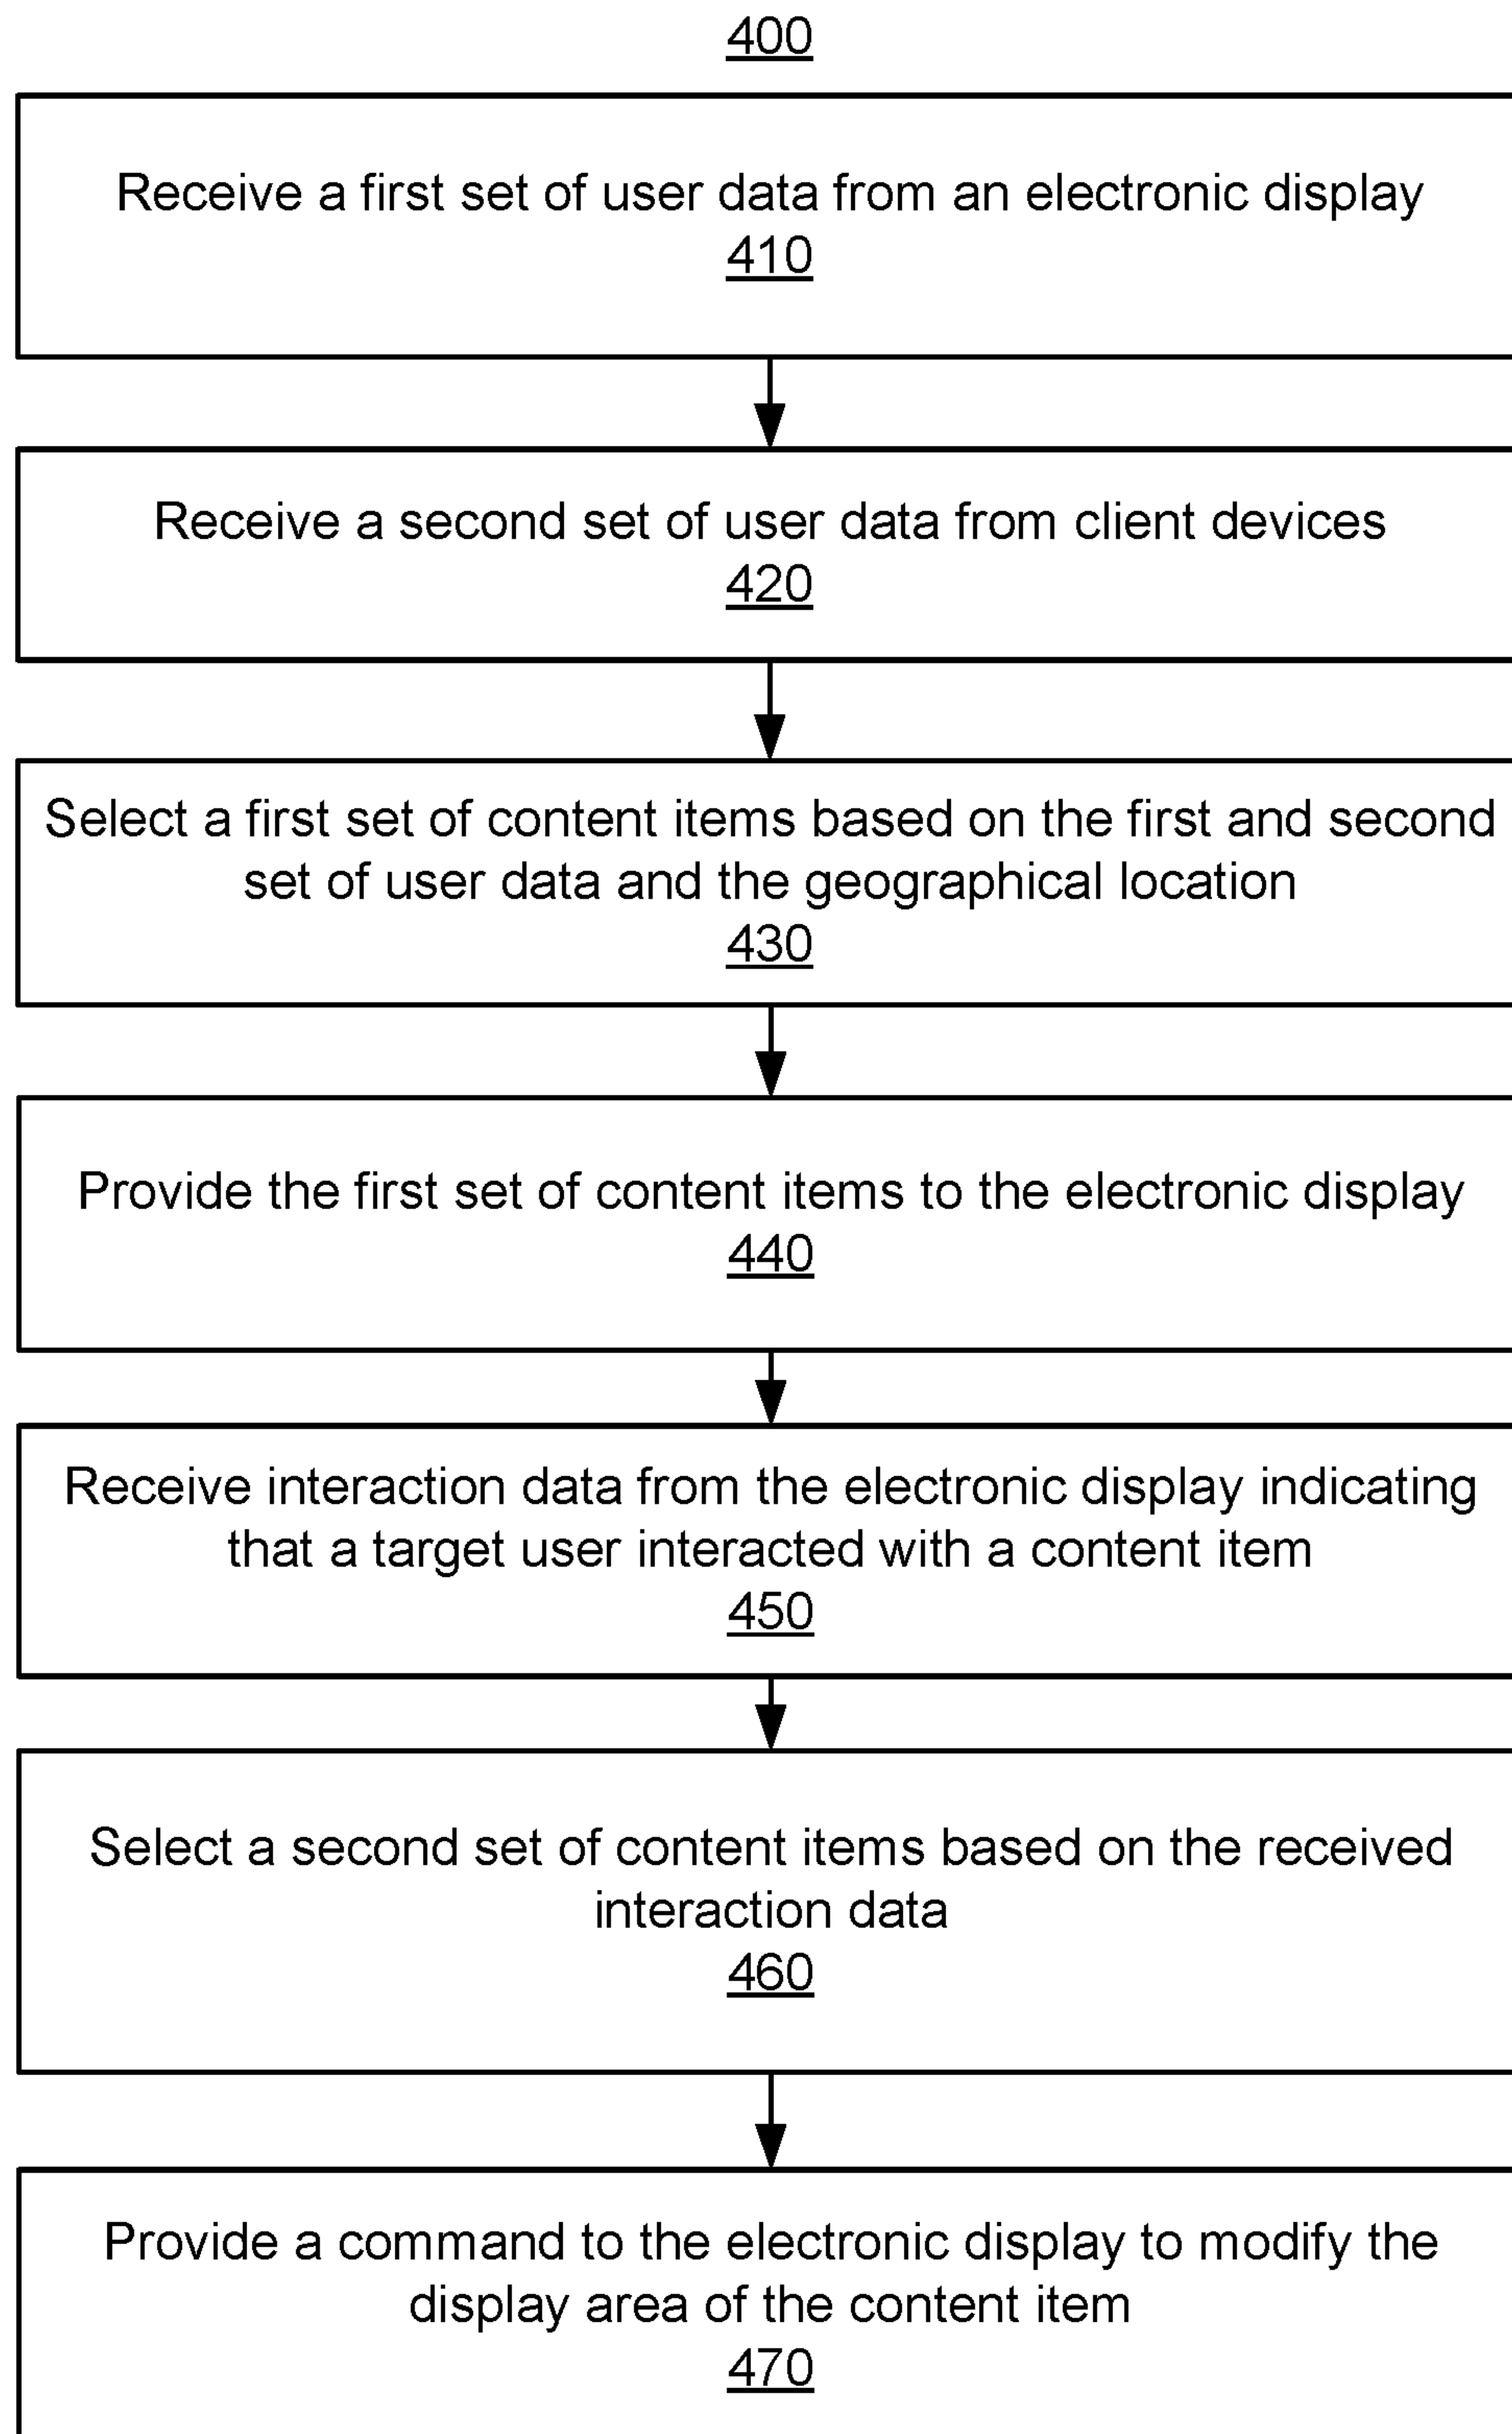 400
Receive a first set of user data from an electronic display
410
Receive a second set of user data from client devices
420
Select a first set of content items based on the first and second
set of user data and the geographical location
430
Provide the first set of content items to the electronic display
440
Receive interaction data from the electronic display indicating
that a target user interacted with a content item
450
Select a second set of content items based on the received
interaction data
460
Provide a command to the electronic display to modify the
display area of the content item
470